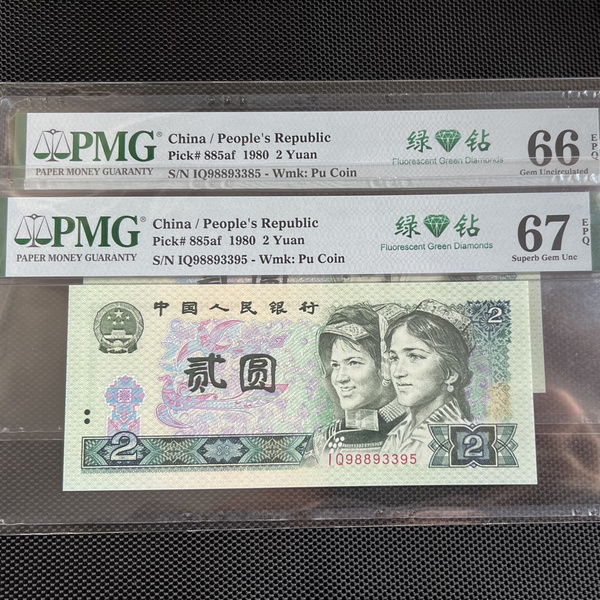 PMG®
PAPER MONEY GUARANTY
China / People's Republic
Pick# 885af 1980 2 Yuan
S/N IQ98893385 - Wmk: Pu Coin
绿 钻
Fluorescent Green Diamonds
66 EPQ
Gem Uncirculated
PMG®
PAPER MONEY GUARANTY
China / People's Republic
Pick# 885af 1980 2 Yuan
S/N IQ98893395 - Wmk: Pu Coin
绿 钻
Fluorescent Green Diamonds
67 EPQ
Superb Gem Unc
中国人民银行
2
贰圆
2
IQ98893395
2